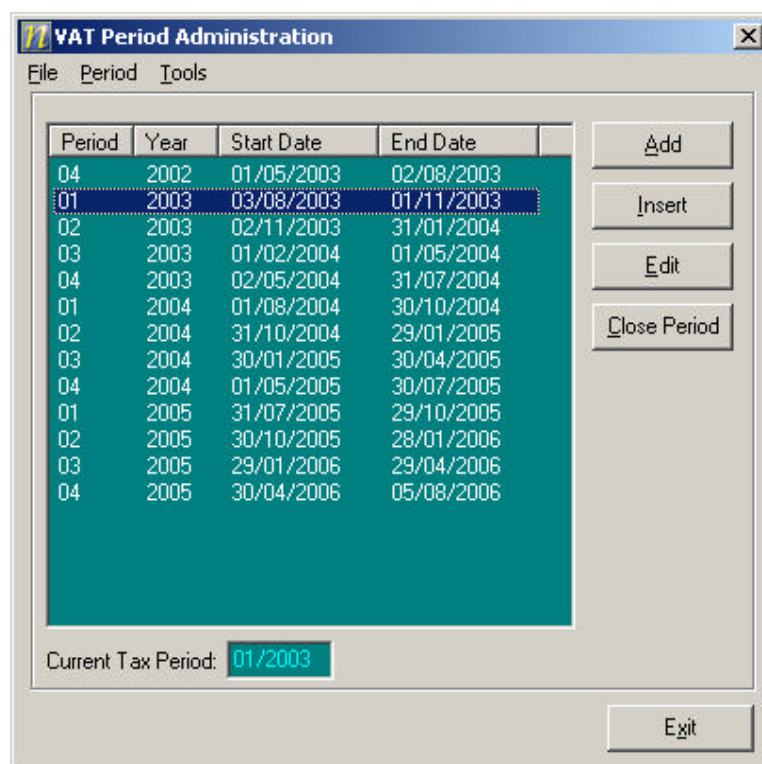 VAT Period Administration
File Period Tools
Period Year Start Date End Date
04 2002 01/05/2003 02/08/2003
01 2003 03/08/2003 01/11/2003
02 2003 02/11/2003 31/01/2004
03 2003 01/02/2004 01/05/2004
04 2003 02/05/2004 31/07/2004
01 2004 01/08/2004 30/10/2004
02 2004 31/10/2004 29/01/2005
03 2004 30/01/2005 30/04/2005
04 2004 01/05/2005 30/07/2005
01 2005 31/07/2005 29/10/2005
02 2005 30/10/2005 28/01/2006
03 2005 29/01/2006 29/04/2006
04 2005 30/04/2006 05/08/2006
Add
Insert
Edit
Close Period
Current Tax Period: 01/2003
Exit